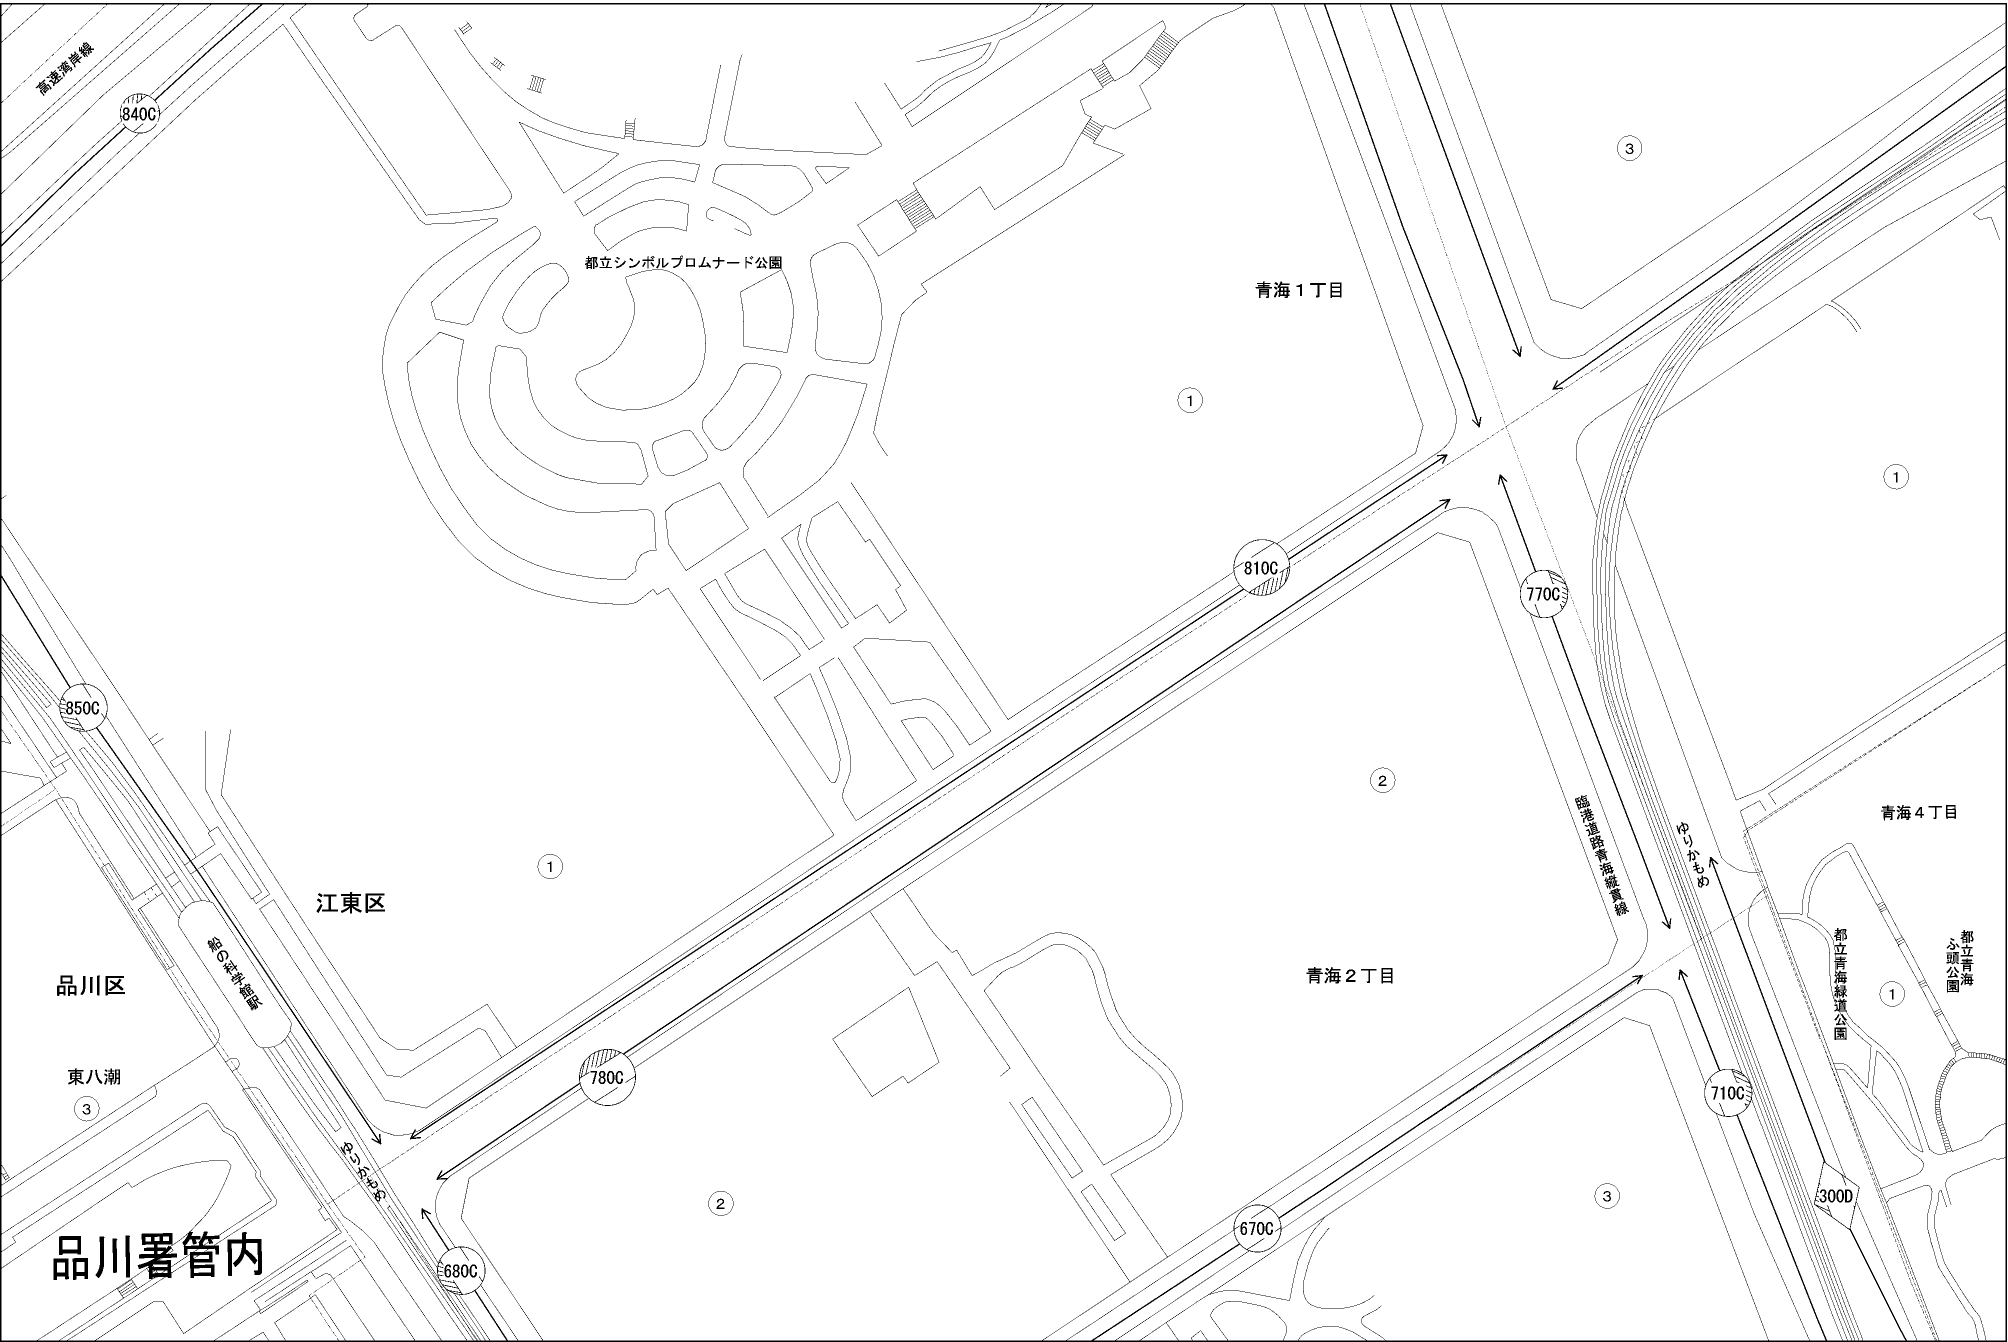 高速湾岸線
840C
3
都立シンボルプロムナード公園
青海１丁目
1
1
810C
770C
850C
2
臨港道路青海縦貫線
ゆりかもめ
青海４丁目
1
江東区
船の科学館駅
品川区
青海２丁目
都立青海緑道公園
都立青海
ふ頭公園
1
東八潮
3
780C
710C
ゆりかもめ
2
3
300D
670C
品川署管内
680C